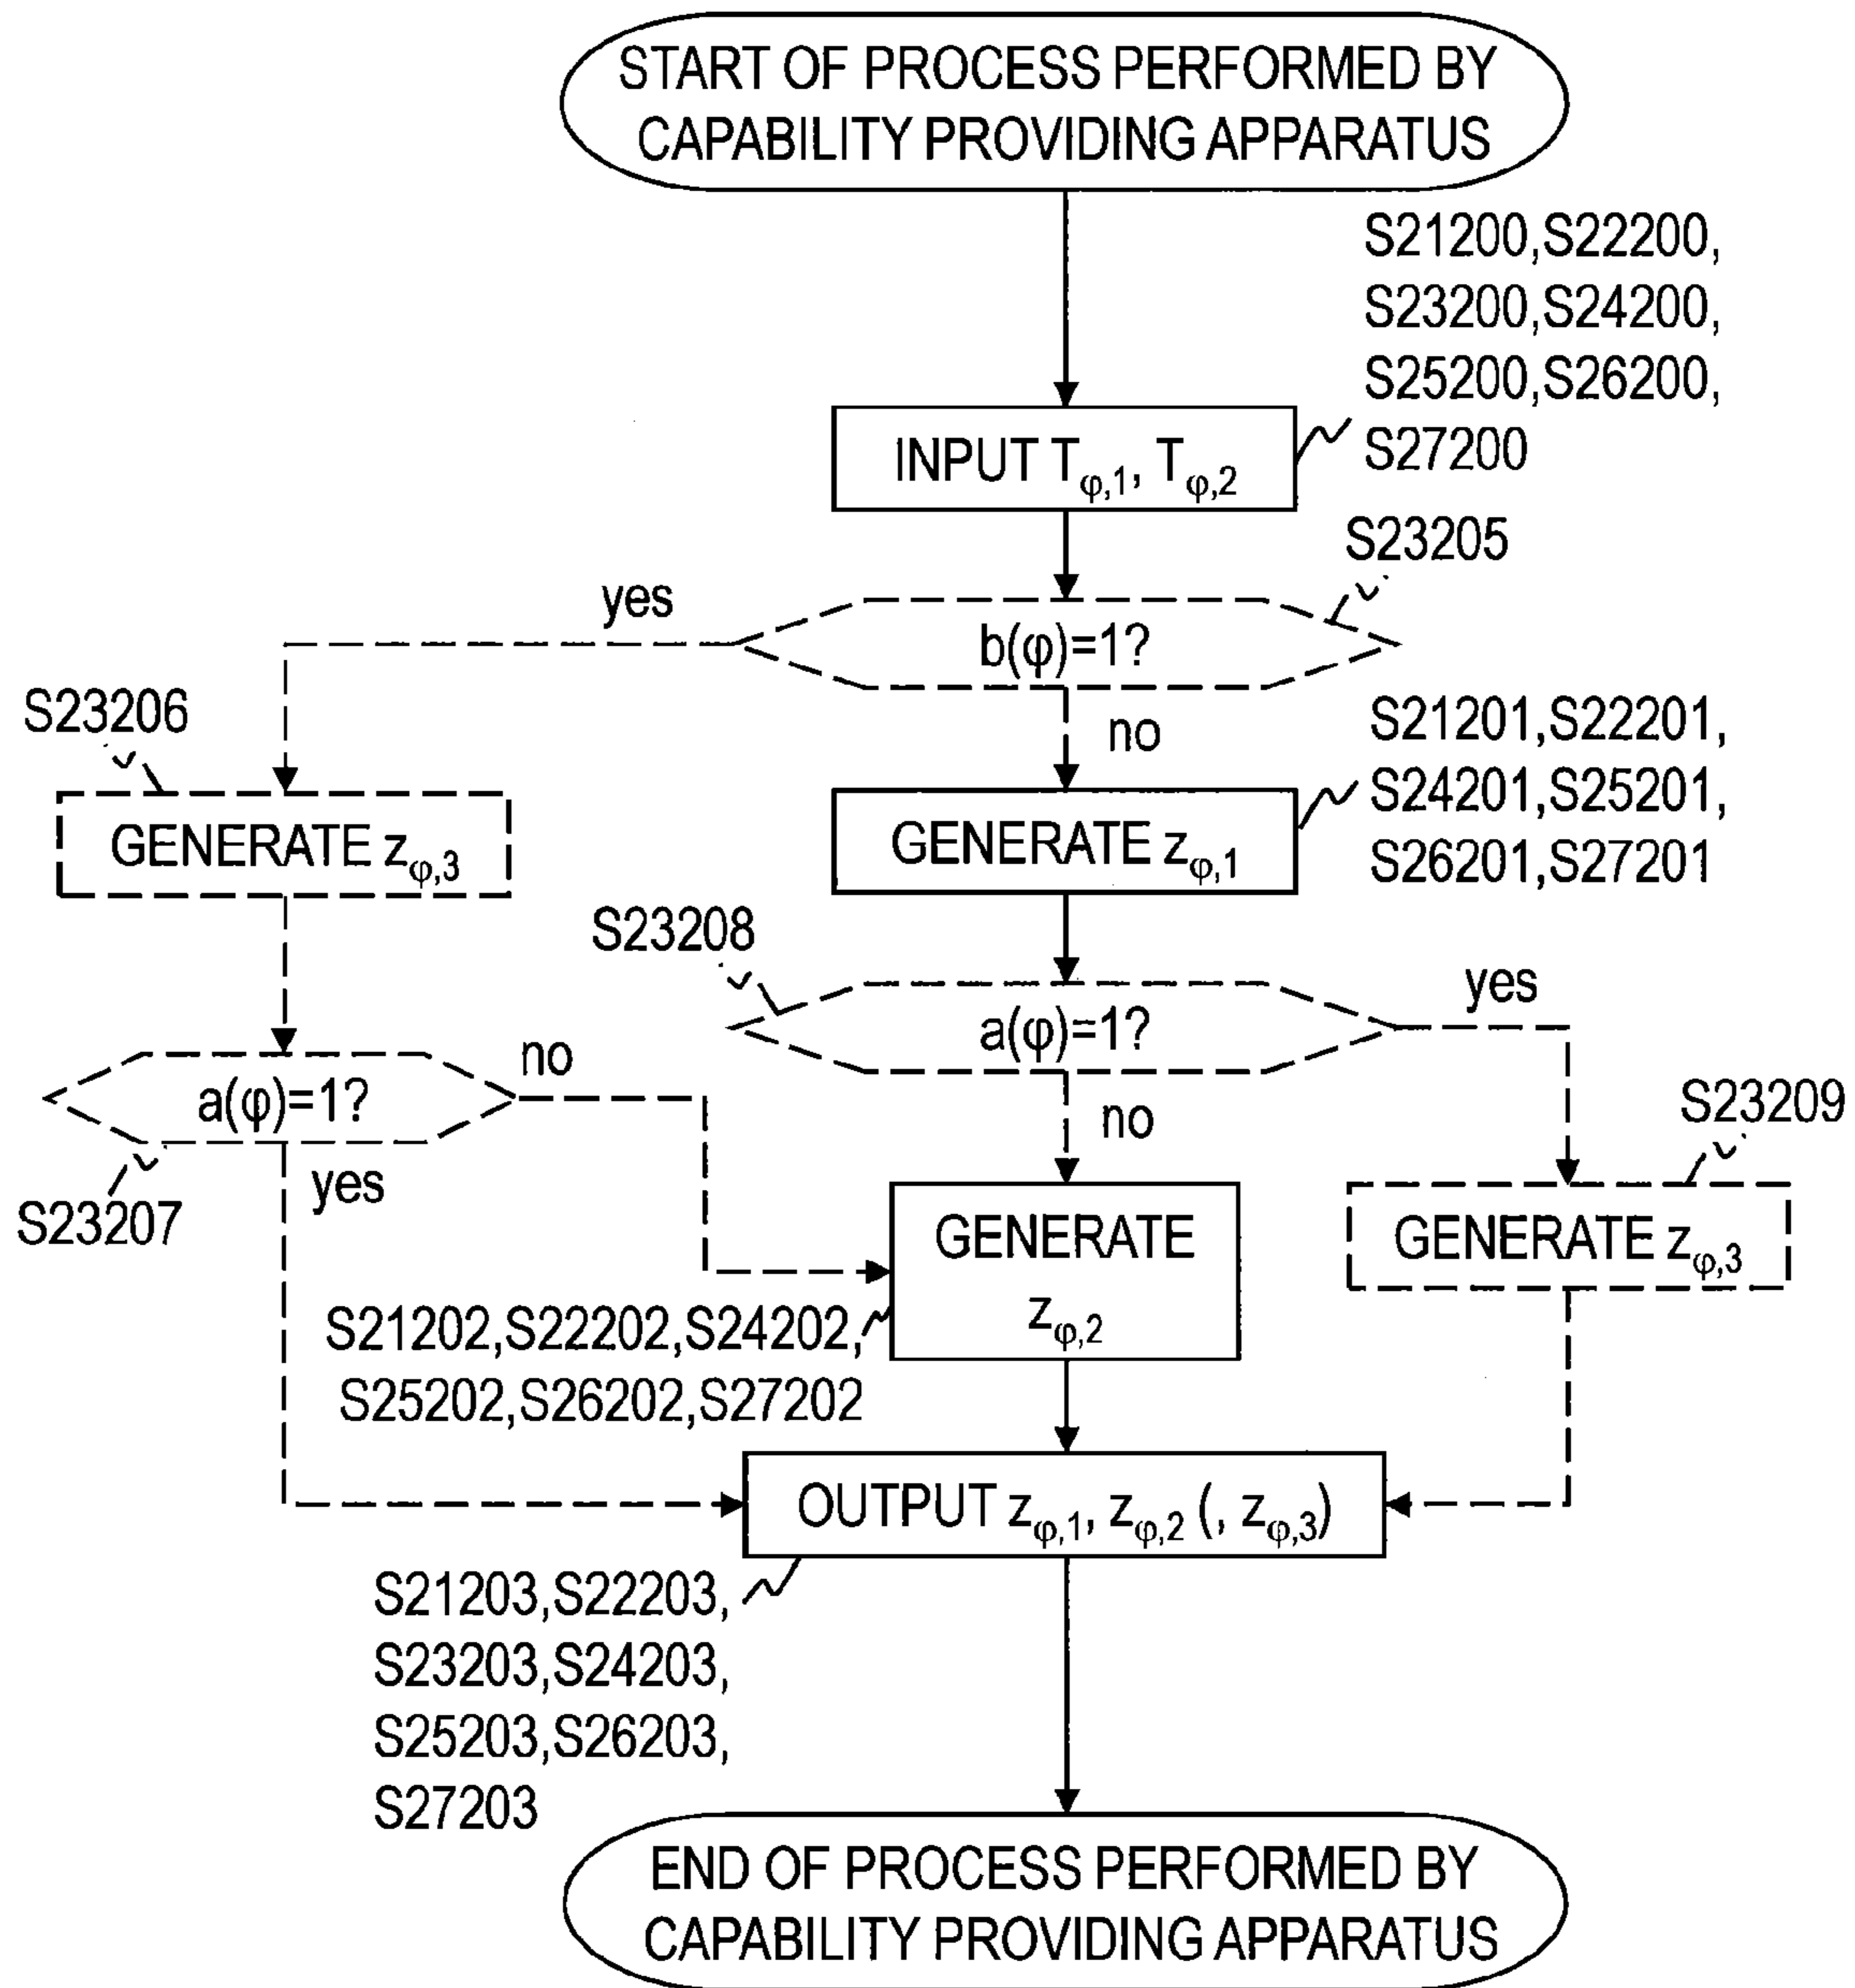 START OF PROCESS PERFORMED BY
CAPABILITY PROVIDING APPARATUS
S21200,S22200,
S23200,S24200,
S25200,S26200,
S27200
INPUT Tφ,1, Tφ,2
S23205
yes
b(φ)=1?
no
S23206
GENERATE zφ,3
S21201,S22201,
S24201,S25201,
S26201,S27201
GENERATE zφ,1
S23208
a(φ)=1?
yes
no
a(φ)=1?
no
yes
S23207
S23209
GENERATE zφ,3
GENERATE
zφ,2
S21202,S22202,S24202,
S25202,S26202,S27202
OUTPUT zφ,1, zφ,2 (, zφ,3)
S21203,S22203,
S23203,S24203,
S25203,S26203,
S27203
END OF PROCESS PERFORMED BY
CAPABILITY PROVIDING APPARATUS